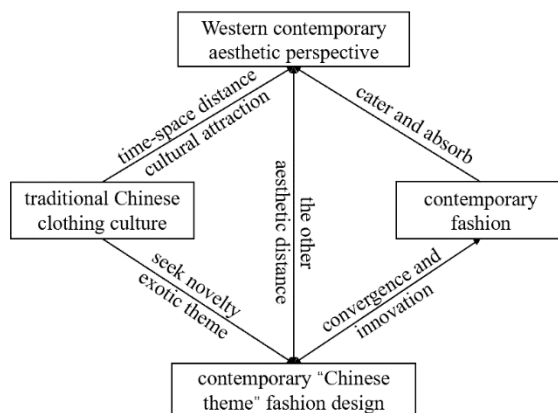 Western contemporary
aesthetic perspective
time-space distance
cultural attraction
cater and absorb
traditional Chinese
clothing culture
the other
aesthetic distance
contemporary
fashion
seek novelty
exotic theme
convergence and
innovation
contemporary “Chinese
theme” fashion design